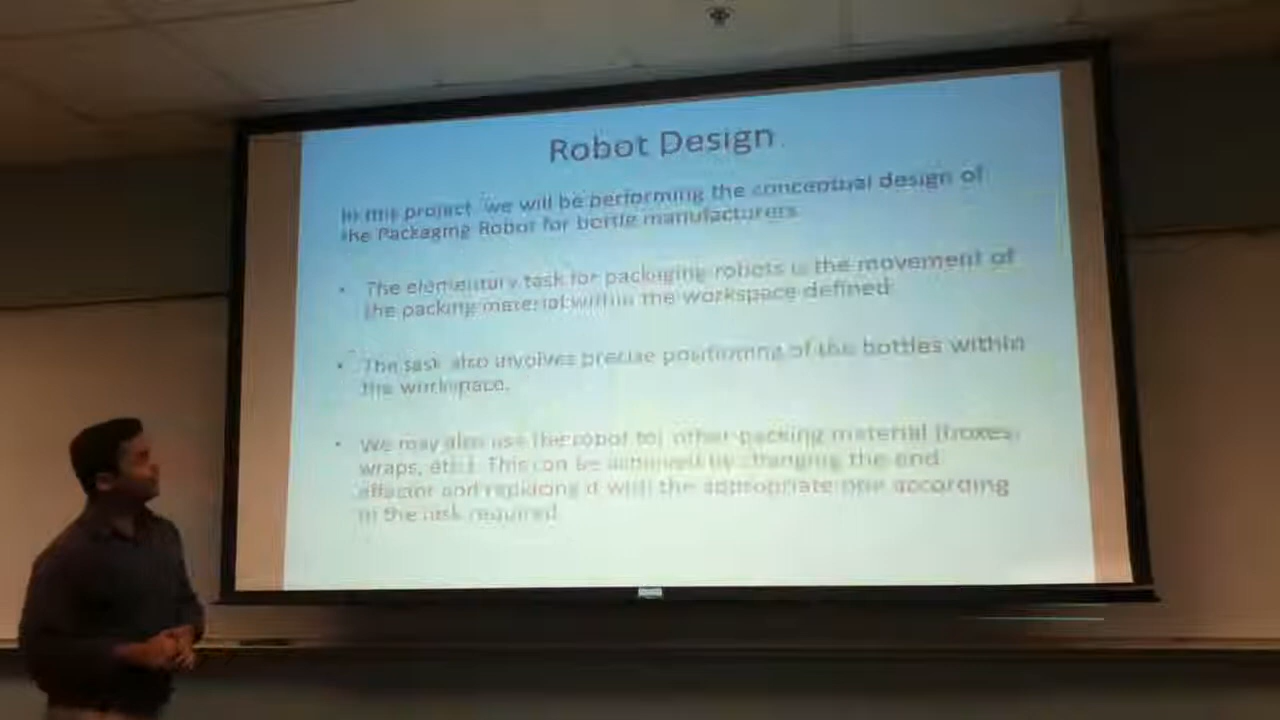 Robot Design
In this project we will be performing the conceptual design of
the Packaging Robot for bottle manufacturers
• The elementary task for packaging robots is the movement of
the packing material within the workspace defined
• The task also involves precise positioning of the bottles within
the workspace.
• We may also use the robot for other packing material (boxes,
wraps, etc.). This can be achieved by changing the end
effector and replacing it with the appropriate one according
to the task required